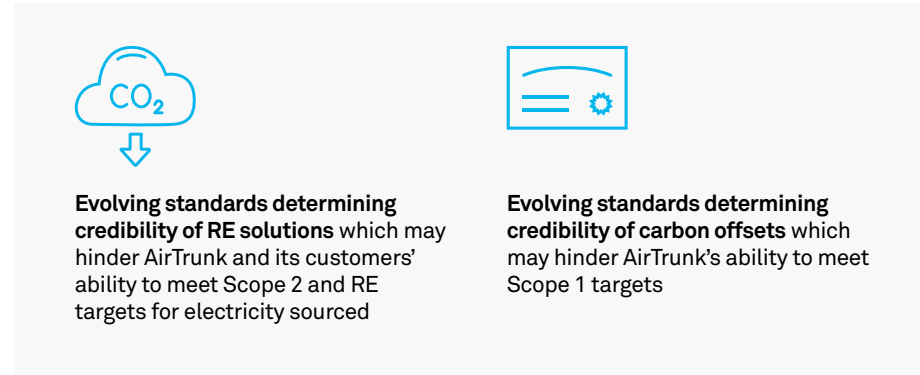 CO₂
Evolving standards determining
credibility of RE solutions which may
hinder AirTrunk and its customers’
ability to meet Scope 2 and RE
targets for electricity sourced
Evolving standards determining
credibility of carbon offsets which
may hinder AirTrunk’s ability to meet
Scope 1 targets